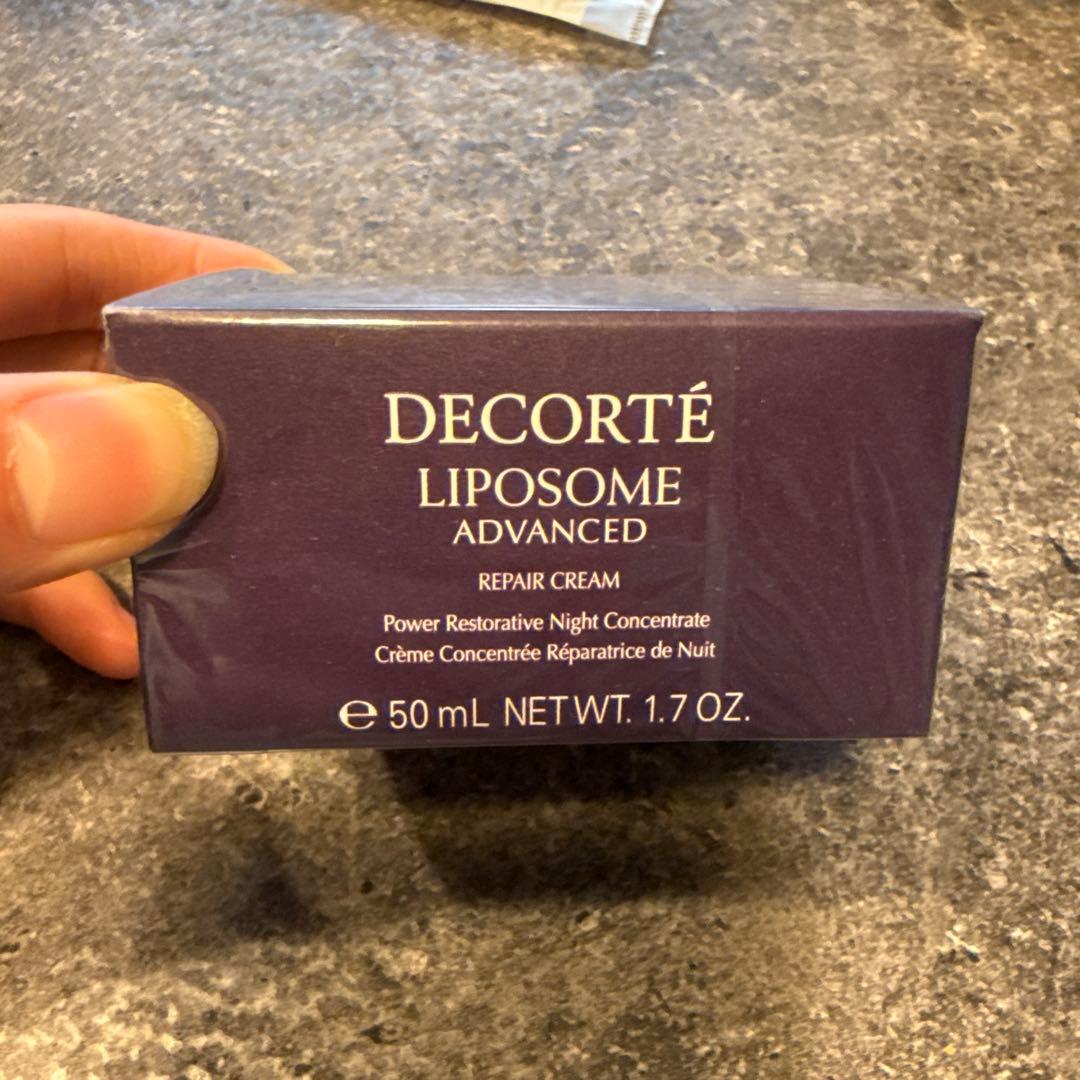 DECORTÉ
LIPOSOME
ADVANCED
REPAIR CREAM
Power Restorative Night Concentrate
Crème Concentrée Réparatrice de Nuit
℮ 50 mL NET WT. 1.7 OZ.